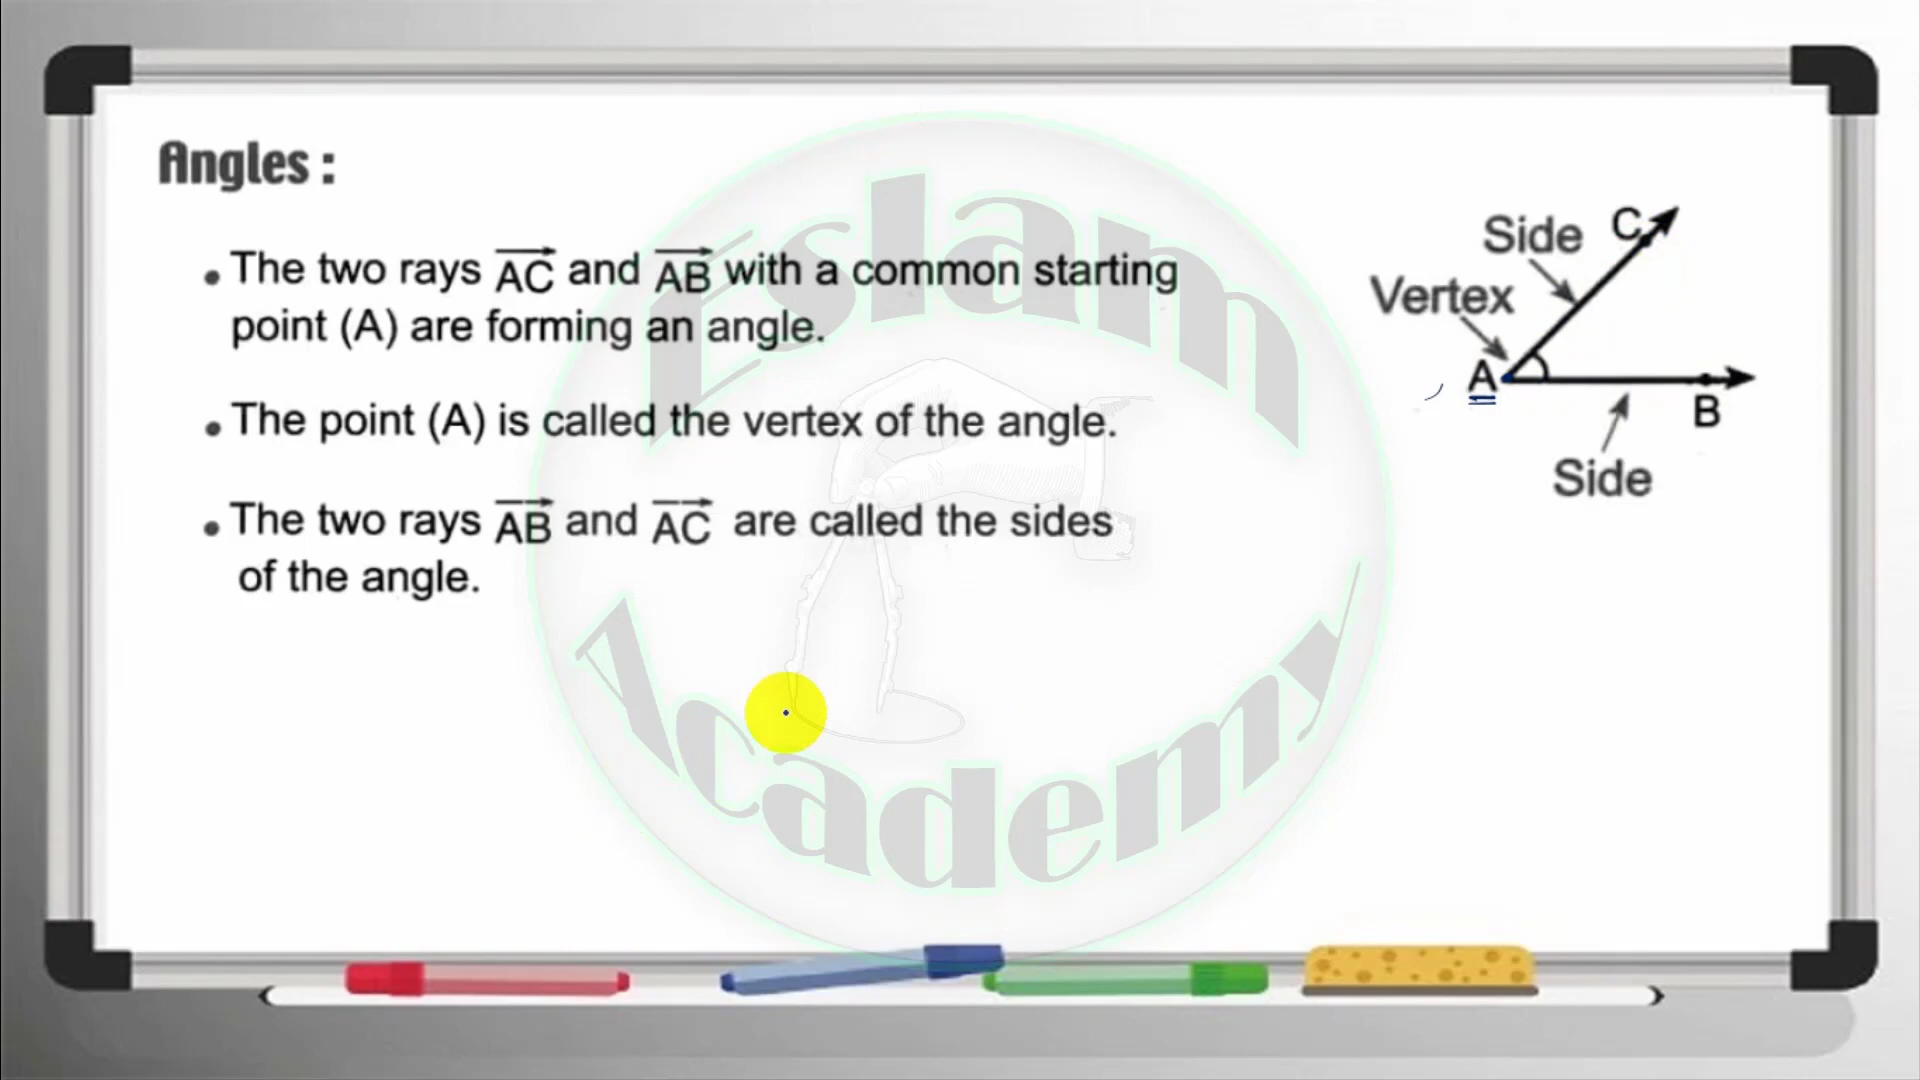 Angles :
• The two rays AC and AB with a common starting
point (A) are forming an angle.
• The point (A) is called the vertex of the angle.
• The two rays AB and AC are called the sides
of the angle.
Side C
Vertex
A
B
Side
Eslam
Academy